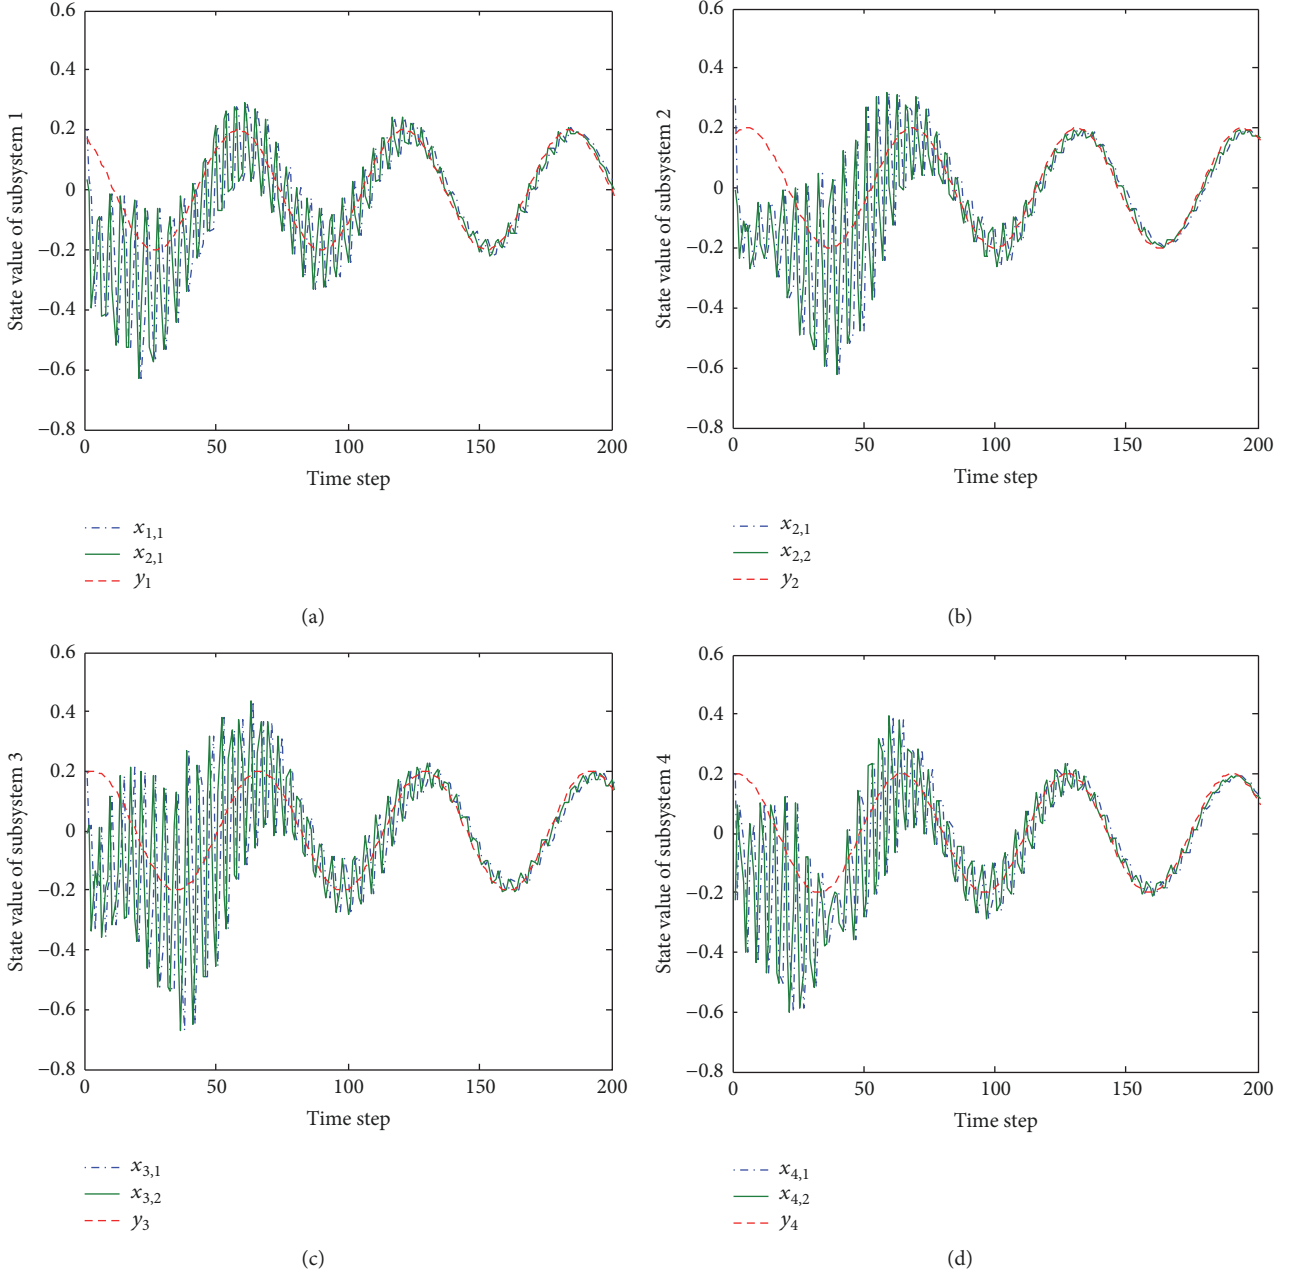 0.6
0.4
0.2
0
−0.2
−0.4
−0.6
−0.8
State value of subsystem 1
0
50
100
150
200
Time step
x1,1
x2,1
y1
(a)
0.6
0.4
0.2
0
−0.2
−0.4
−0.6
−0.8
State value of subsystem 2
0
50
100
150
200
Time step
x2,1
x2,2
y2
(b)
0.6
0.4
0.2
0
−0.2
−0.4
−0.6
−0.8
State value of subsystem 3
0
50
100
150
200
Time step
x3,1
x3,2
y3
(c)
0.6
0.4
0.2
0
−0.2
−0.4
−0.6
−0.8
State value of subsystem 4
0
50
100
150
200
Time step
x4,1
x4,2
y4
(d)